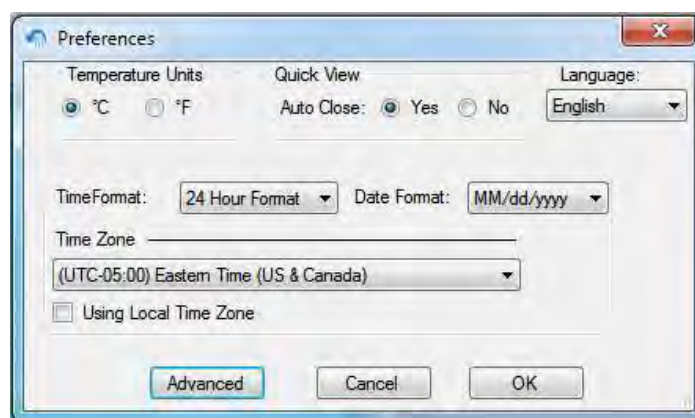 Preferences
Temperature Units Quick View Language:
°C °F Auto Close: Yes No English
TimeFormat: 24 Hour Format Date Format: MM/dd/yyyy
Time Zone
(UTC-05:00) Eastern Time (US & Canada)
Using Local Time Zone
Advanced Cancel OK